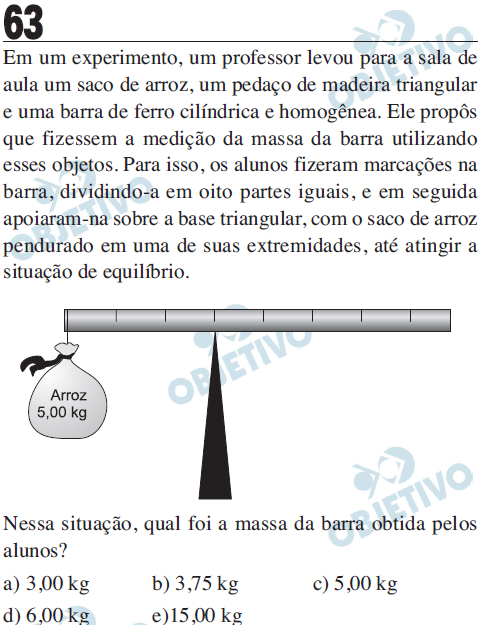 63
Em um experimento, um professor levou para a sala de
aula um saco de arroz, um pedaço de madeira triangular
e uma barra de ferro cilíndrica e homogênea. Ele propôs
que fizessem a medição da massa da barra utilizando
esses objetos. Para isso, os alunos fizeram marcações na
barra, dividindo-a em oito partes iguais, e em seguida
apoiaram-na sobre a base triangular, com o saco de arroz
pendurado em uma de suas extremidades, até atingir a
situação de equilíbrio.
Arroz
5,00 kg
Nessa situação, qual foi a massa da barra obtida pelos
alunos?
a) 3,00 kg b) 3,75 kg c) 5,00 kg
d) 6,00 kg e)15,00 kg
OBJETIVO
OBJETIVO
OBJETIVO
OBJETIVO